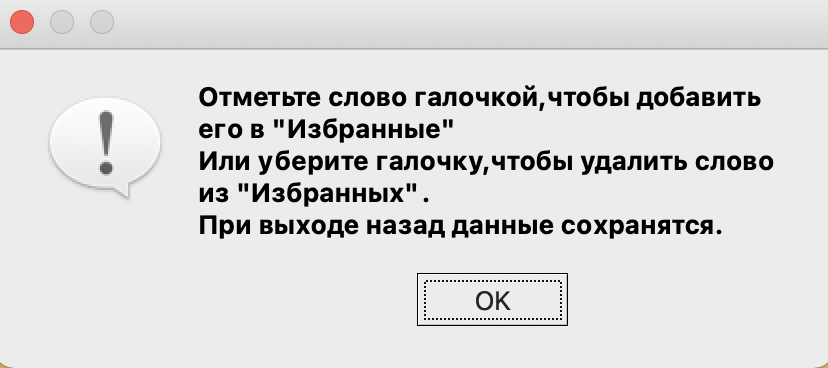 Отметьте слово галочкой,чтобы добавить
его в "Избранные"
Или уберите галочку,чтобы удалить слово
из "Избранных".
При выходе назад данные сохранятся.
OK